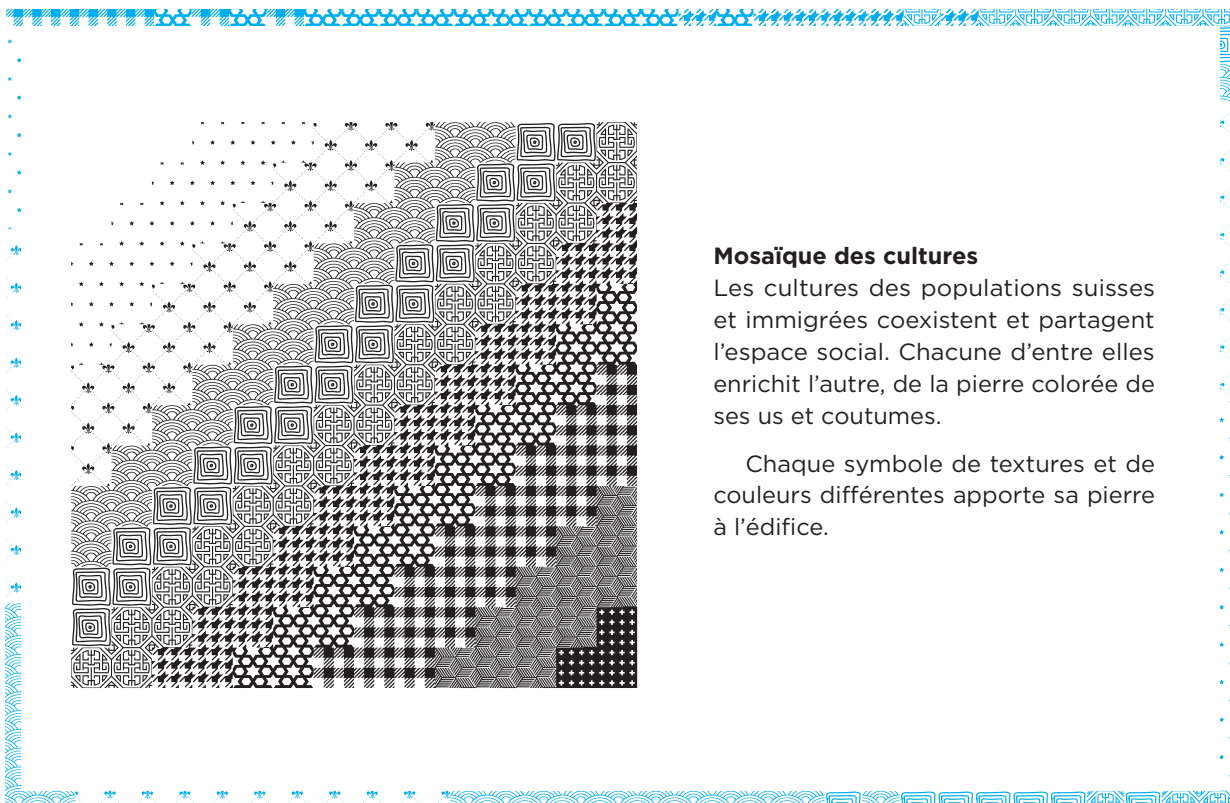 Mosaïque des cultures
Les cultures des populations suisses
et immigrées coexistent et partagent
l’espace social. Chacune d’entre elles
enrichit l’autre, de la pierre colorée de
ses us et coutumes.
Chaque symbole de textures et de
couleurs différentes apporte sa pierre
à l’édifice.